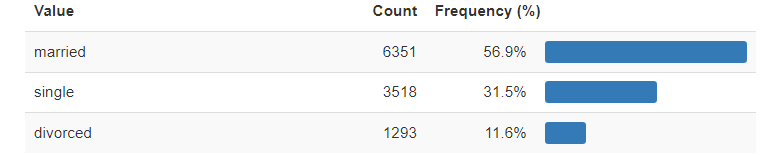 Value Count Frequency (%)
married 6351 56.9%
single 3518 31.5%
divorced 1293 11.6%